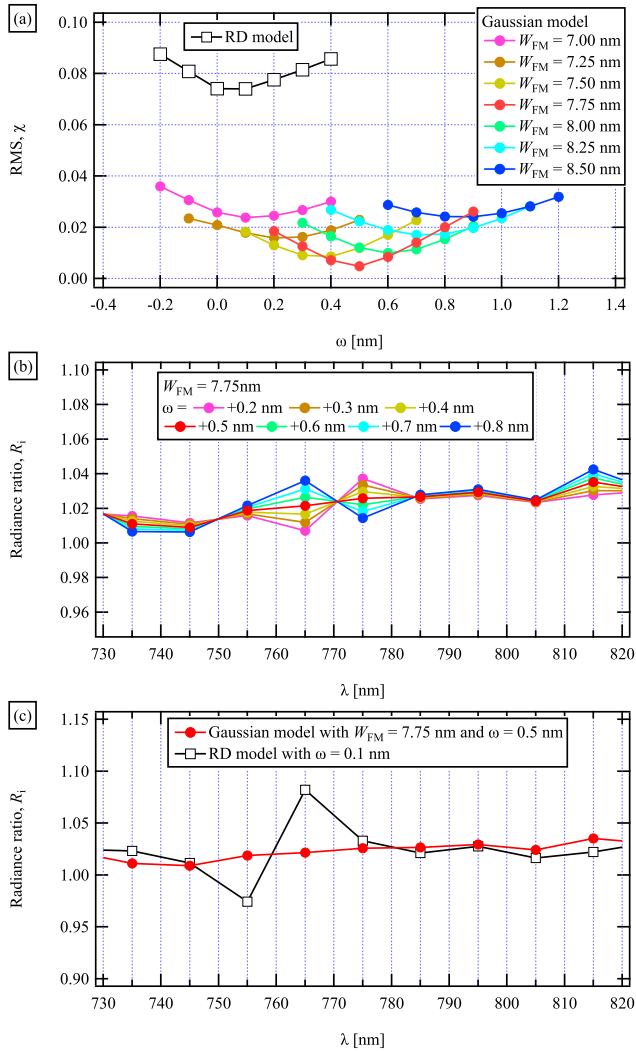 (a)
0.10
0.08
0.06
0.04
0.02
0.00
RMS, χ
RD model
Gaussian model
W_FM = 7.00 nm
W_FM = 7.25 nm
W_FM = 7.50 nm
W_FM = 7.75 nm
W_FM = 8.00 nm
W_FM = 8.25 nm
W_FM = 8.50 nm
-0.4 -0.2 0.0 0.2 0.4 0.6 0.8 1.0 1.2 1.4
ω [nm]
(b)
1.10
1.08
1.06
1.04
1.02
1.00
0.98
0.96
Radiance ratio, R_i
W_FM = 7.75nm
ω = +0.2 nm +0.3 nm +0.4 nm
+0.5 nm +0.6 nm +0.7 nm +0.8 nm
730 740 750 760 770 780 790 800 810 820
λ [nm]
(c)
1.15
1.10
1.05
1.00
0.95
0.90
Radiance ratio, R_i
Gaussian model with W_FM = 7.75 nm and ω = 0.5 nm
RD model with ω = 0.1 nm
730 740 750 760 770 780 790 800 810 820
λ [nm]